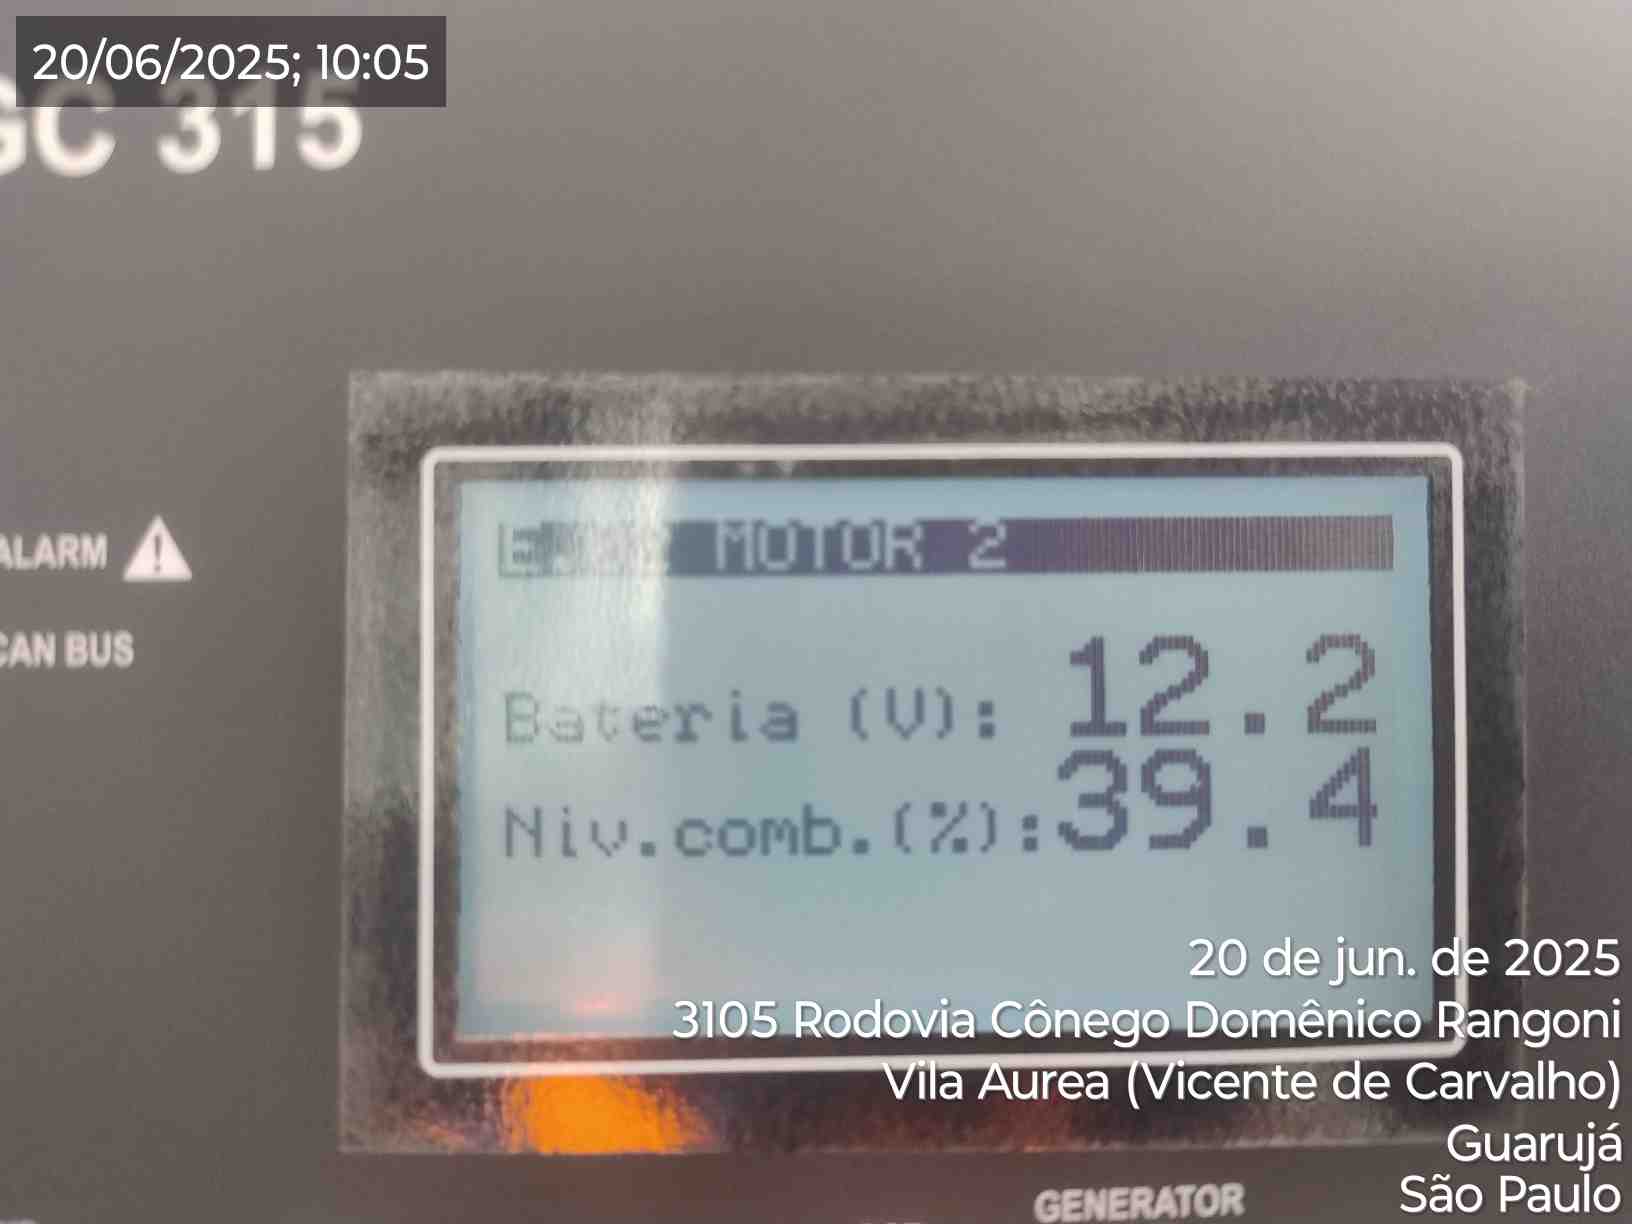 20/06/2025; 10:05
GC 315
ALARM
CAN BUS
MOTOR 2
Bateria (V): 12.2
Niv.comb.(%):39.4
20 de jun. de 2025
3105 Rodovia Cônego Domênico Rangoni
Vila Aurea (Vicente de Carvalho)
Guarujá
São Paulo
GENERATOR